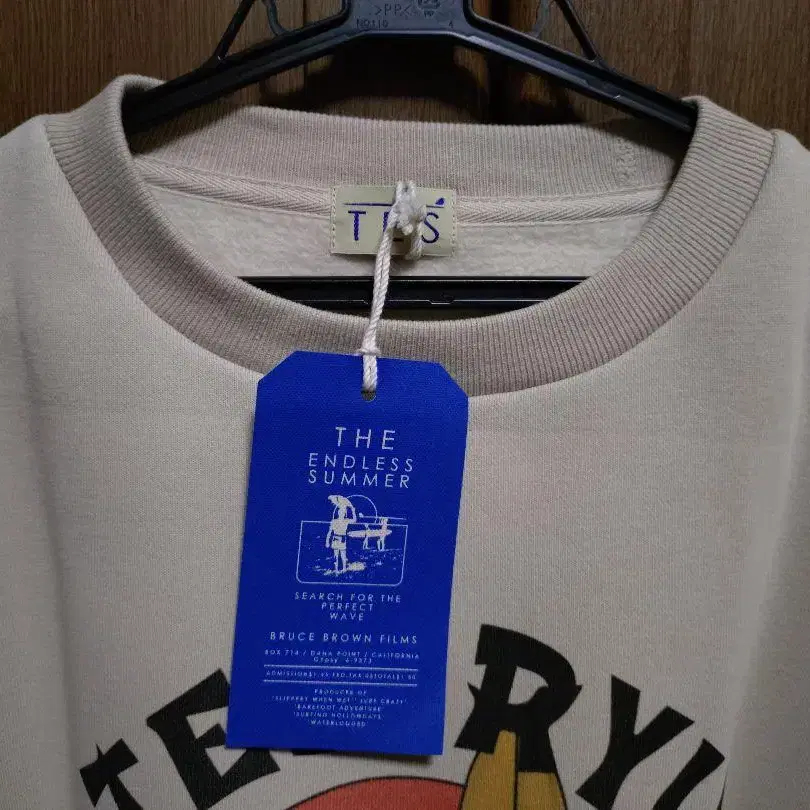 >PP<
TES
THE
ENDLESS
SUMMER
SEARCH FOR THE
PERFECT
WAVE
BRUCE BROWN FILMS
BOX 714 / DANA POINT / CALIFORNIA
PRODUCER OF
"SLIPPERY WHEN WET" "SURF CRAZY"
"BAREFOOT ADVENTURE"
"SURFING HOLLOWDAYS
WATERLOGGED"